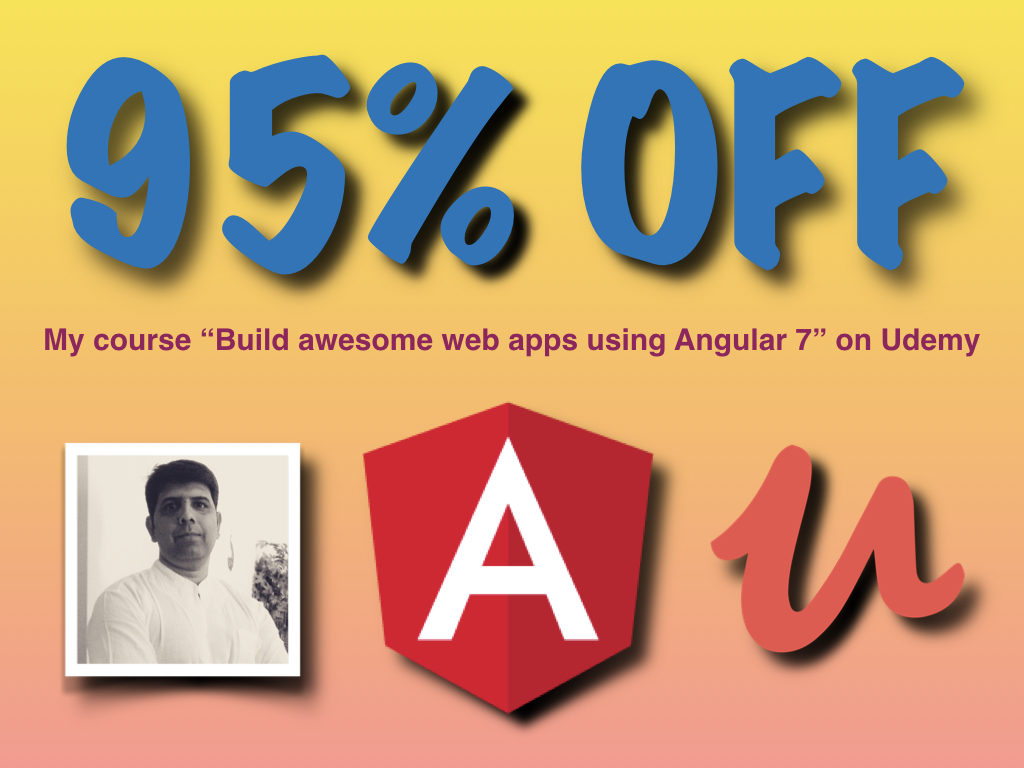 95% OFF
My course “Build awesome web apps using Angular 7” on Udemy
A
u